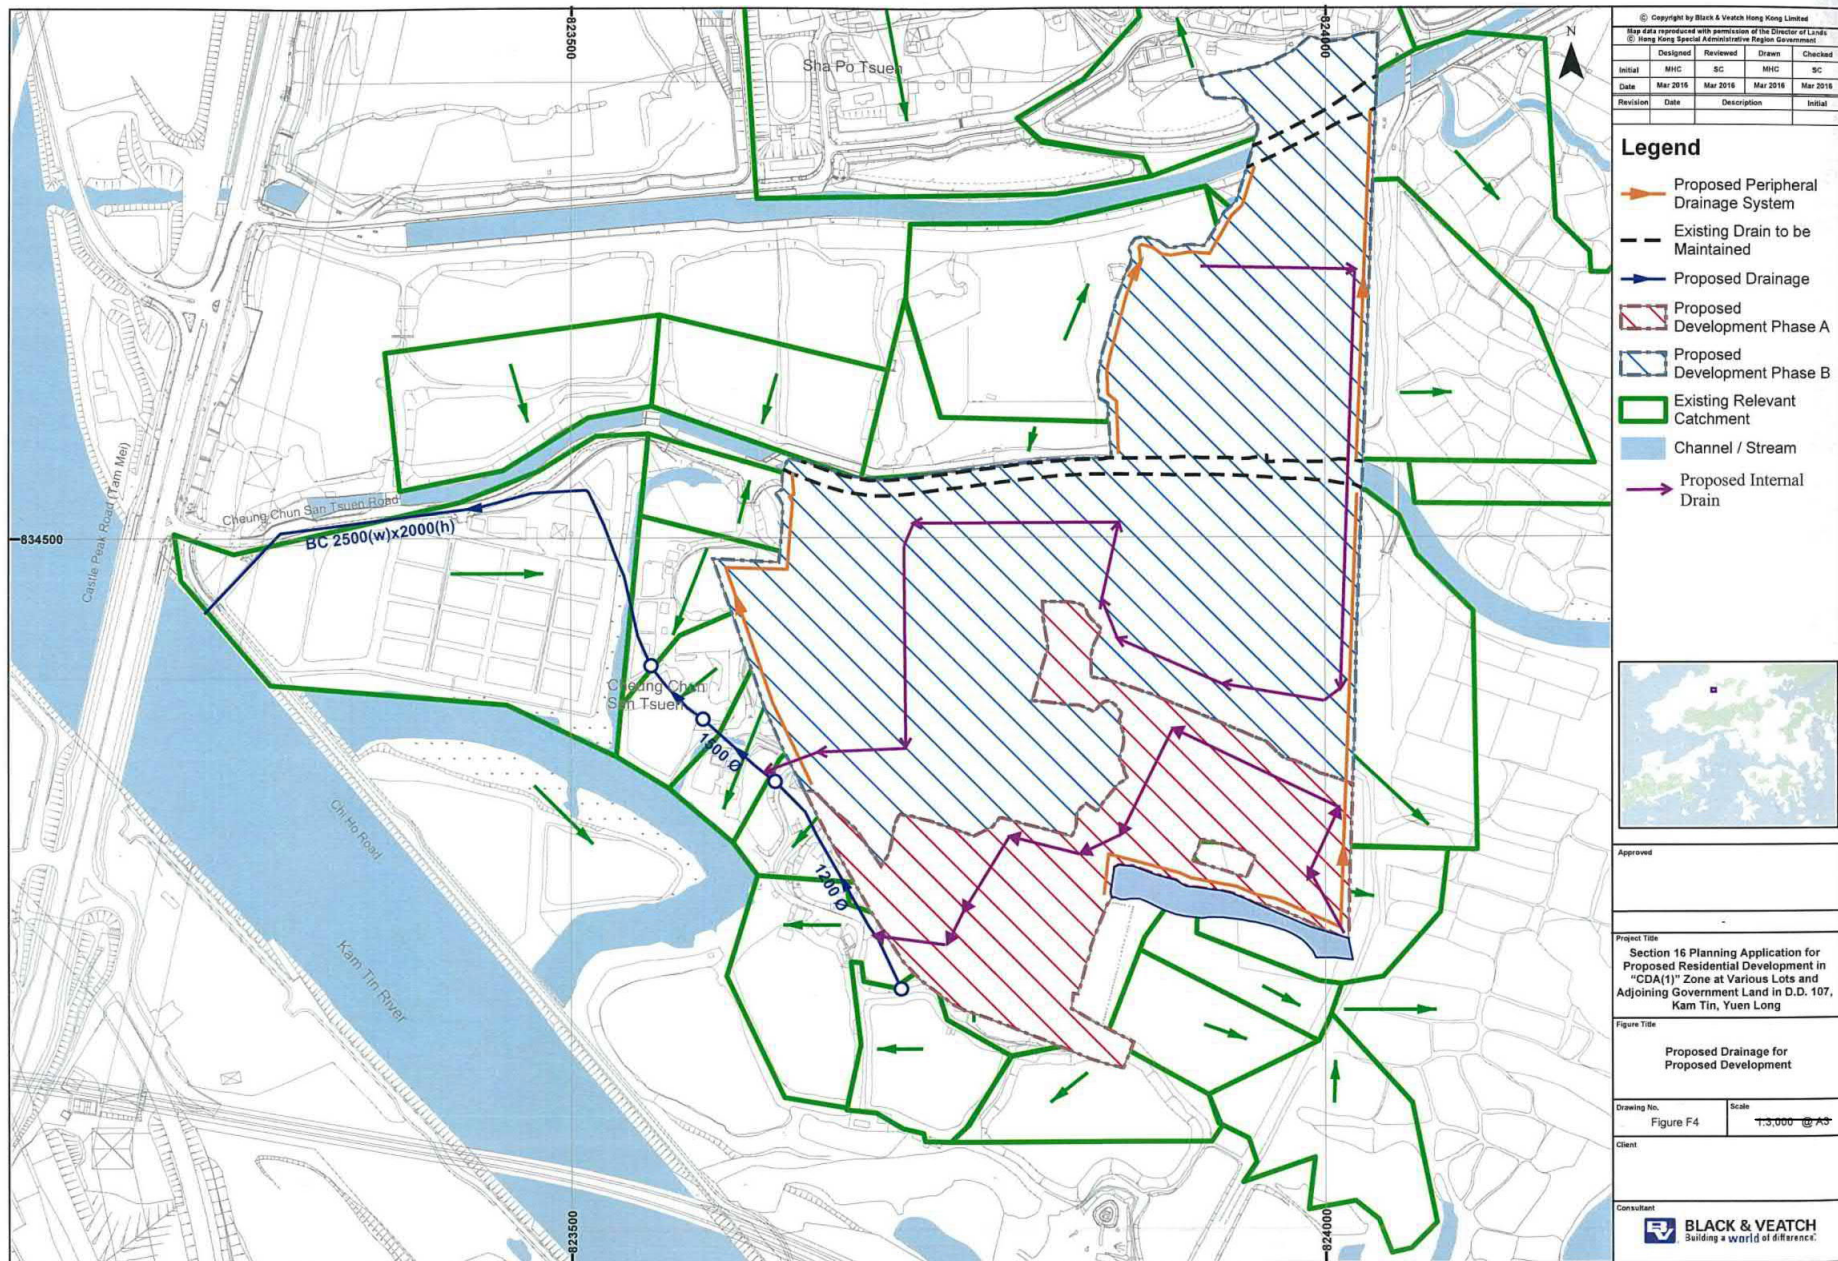 Sha Po Tsuen
823500
824000
N
834500
Castle Peak Road (Tam Mei)
Cheung Chun San Tsuen Road
BC 2500(w)x2000(h)
Cheung Chun
San Tsuen
1500 Ø
1200 Ø
Chi Ho Road
Kam Tin River
823500
824000
© Copyright by Black & Veatch Hong Kong Limited
Map data reproduced with permission of the Director of Lands
© Hong Kong Special Administrative Region Government
Designed Reviewed Drawn Checked
Initial MHC SC MHC SC
Date Mar 2016 Mar 2016 Mar 2016 Mar 2016
Revision Date Description Initial
Legend
Proposed Peripheral
Drainage System
Existing Drain to be
Maintained
Proposed Drainage
Proposed
Development Phase A
Proposed
Development Phase B
Existing Relevant
Catchment
Channel / Stream
Proposed Internal
Drain
Approved
-
Project Title
Section 16 Planning Application for
Proposed Residential Development in
"CDA(1)" Zone at Various Lots and
Adjoining Government Land in D.D. 107,
Kam Tin, Yuen Long
Figure Title
Proposed Drainage for
Proposed Development
Drawing No.
Figure F4
Scale
1:3,000 @ A3
Client
Consultant
BV
BLACK & VEATCH
Building a world of difference.